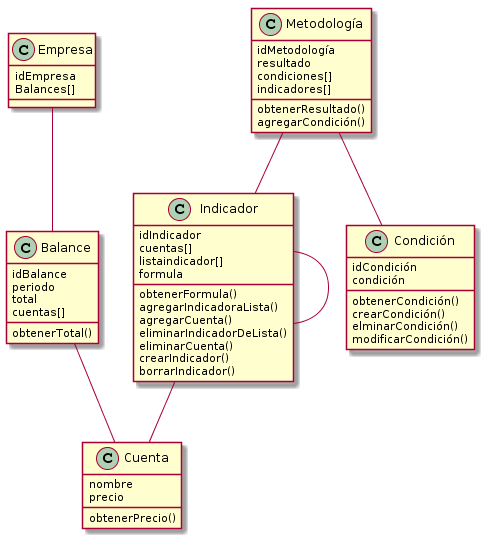 C Empresa
idEmpresa
Balances[]
C Metodología
idMetodología
resultado
condiciones[]
indicadores[]
obtenerResultado()
agregarCondición()
C Balance
idBalance
periodo
total
cuentas[]
obtenerTotal()
C Indicador
idIndicador
cuentas[]
listaindicador[]
formula
obtenerFormula()
agregarIndicadoraLista()
agregarCuenta()
eliminarIndicadorDeLista()
eliminarCuenta()
crearIndicador()
borrarIndicador()
C Condición
idCondición
condición
obtenerCondición()
crearCondición()
elminarCondición()
modificarCondición()
C Cuenta
nombre
precio
obtenerPrecio()